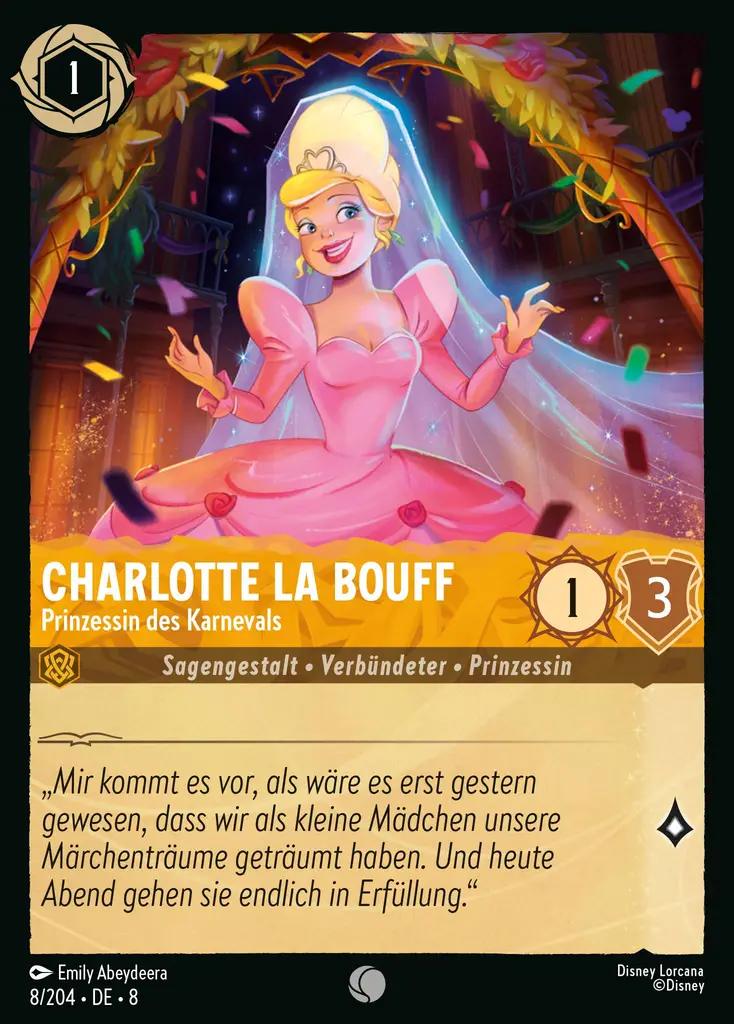 1
CHARLOTTE LA BOUFF
Prinzessin des Karnevals
1
3
Sagengestalt • Verbündeter • Prinzessin
„Mir kommt es vor, als wäre es erst gestern
gewesen, dass wir als kleine Mädchen unsere
Märchenträume geträumt haben. Und heute
Abend gehen sie endlich in Erfüllung.“
Emily Abeydeera
8/204 • DE • 8
Disney Lorcana
©Disney